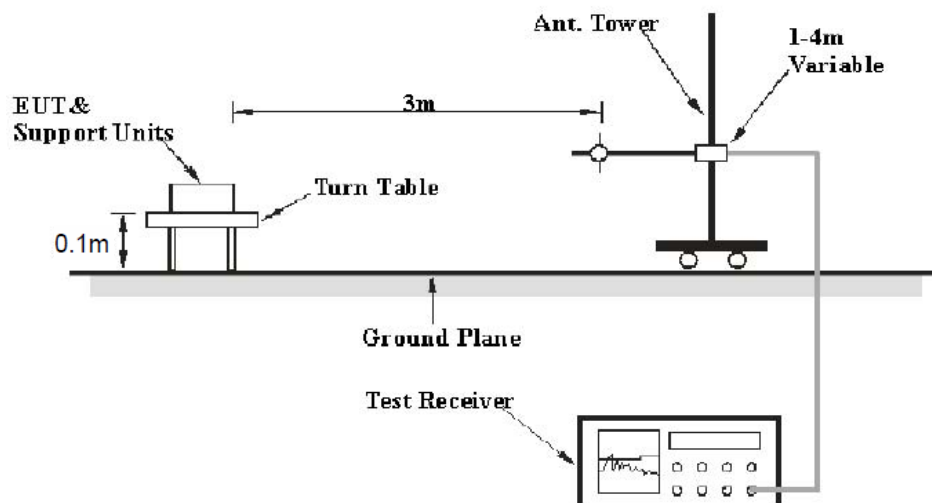 Ant. Tower
1-4m
Variable
3m
EUT&
Support Units
Turn Table
0.1m
Ground Plane
Test Receiver